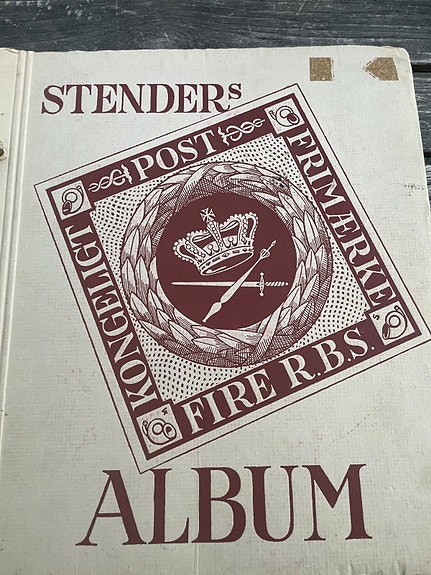 STENDERs
KONGELIGT
POST
FRIMÆRKE
FIRE R.B.S.
ALBUM